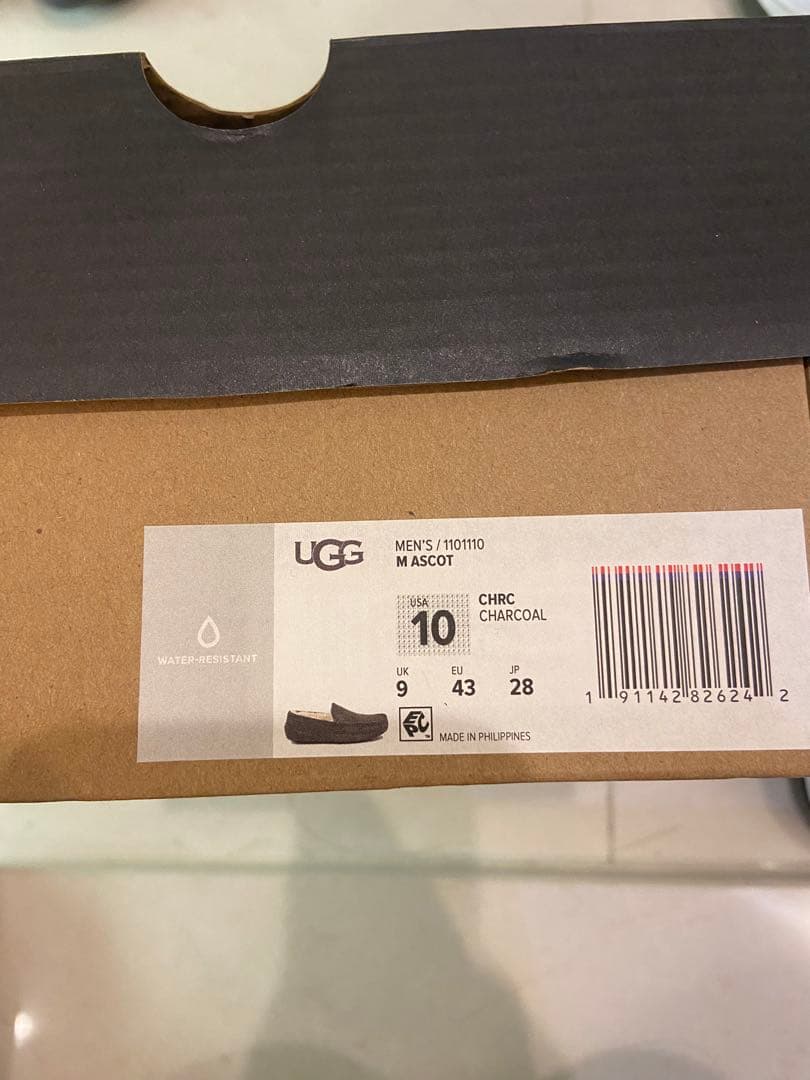 WATER-RESISTANT
UGG
MEN'S / 1101110
M ASCOT
USA
10
CHRC
CHARCOAL
UK
9
EU
43
JP
28
EPC™
MADE IN PHILIPPINES
1 91142 82624 2